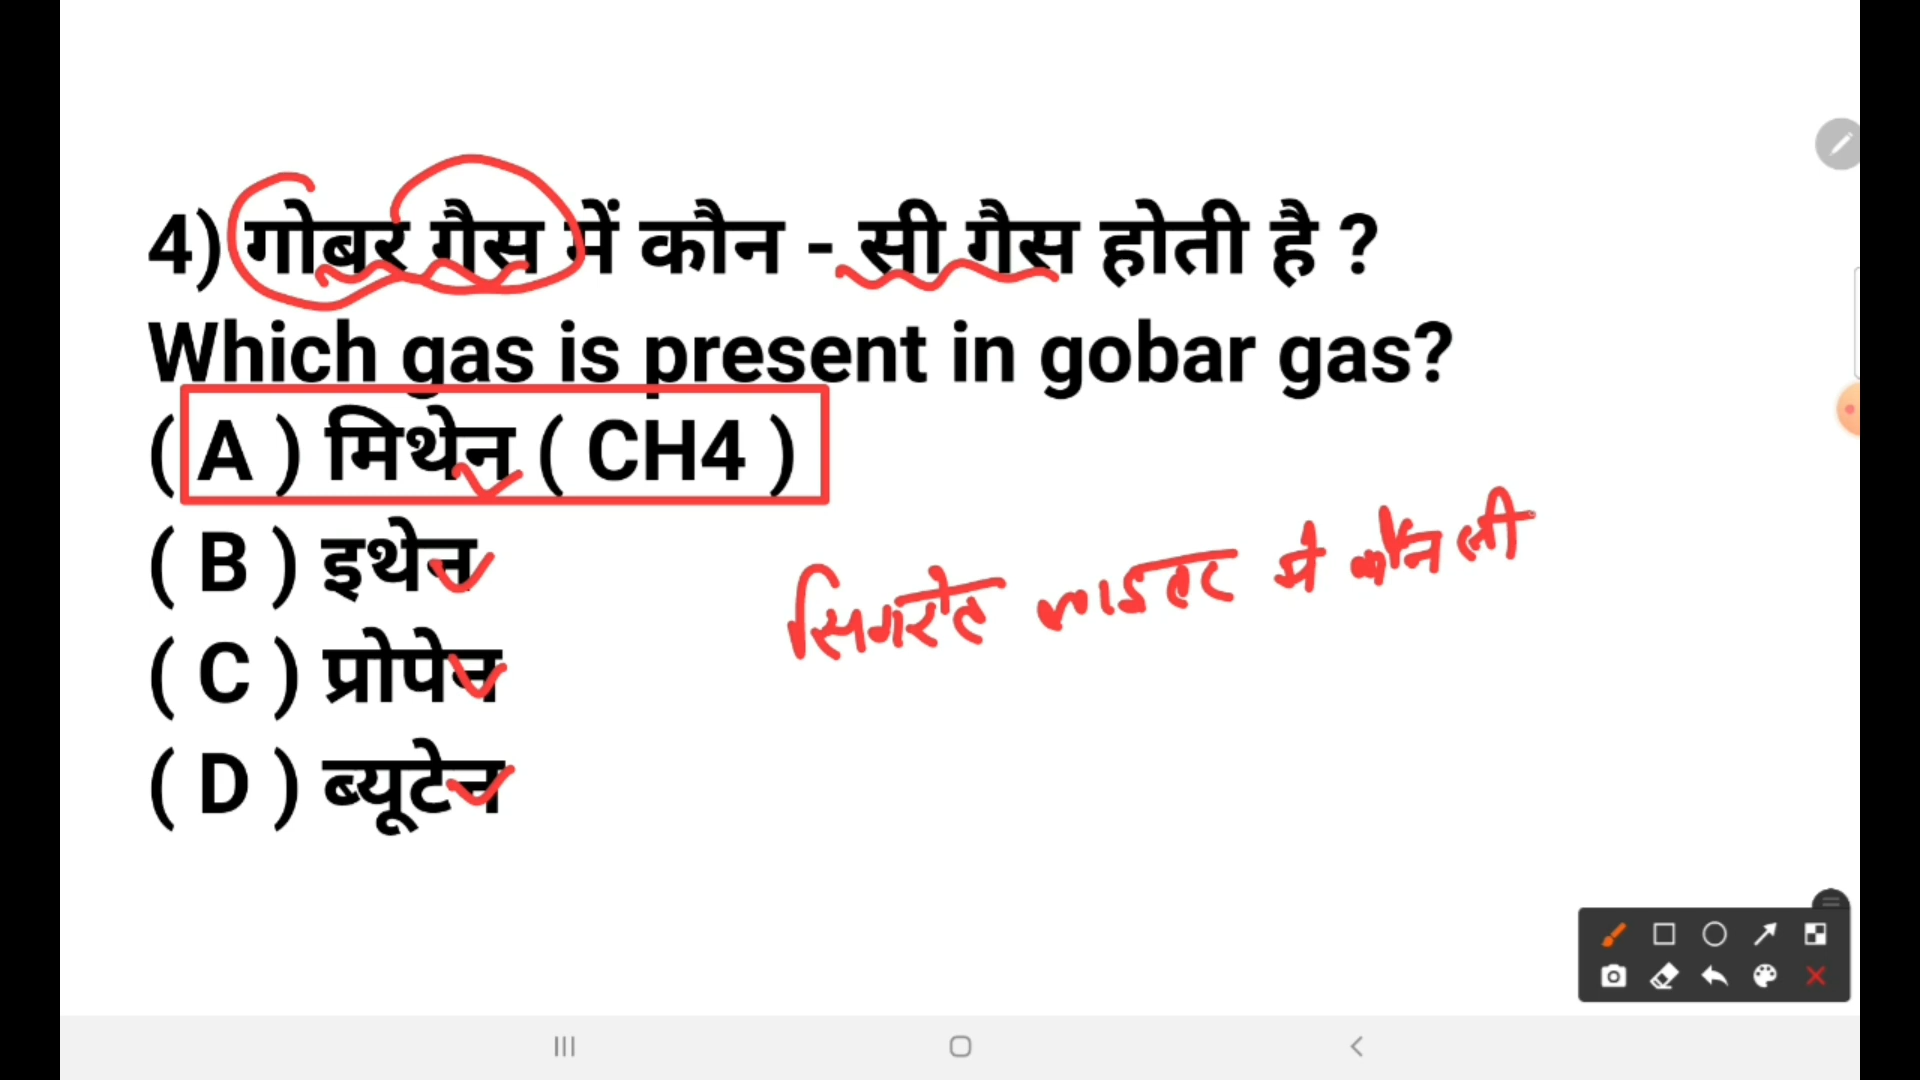 4) गोबर गैस में कौन - सी गैस होती है ?
Which gas is present in gobar gas?
( A ) मिथेन ( CH4 )
( B ) इथेन
( C ) प्रोपेन
( D ) ब्यूटेन
सिगरेट लाइटर में कौन सी